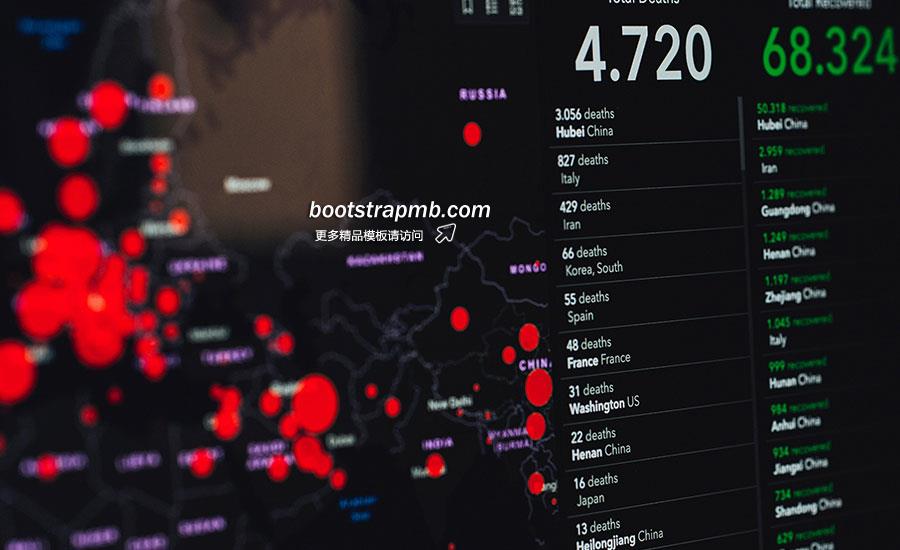 Total Deaths
4.720
3.056 deaths
Hubei China
827 deaths
Italy
429 deaths
Iran
66 deaths
Korea, South
55 deaths
Spain
48 deaths
France France
31 deaths
Washington US
22 deaths
Henan China
16 deaths
Japan
13 deaths
Heilongjiang China
Total Recovered
68.324
50.318 recovered
Hubei China
2.959 recovered
Iran
1.289 recovered
Guangdong China
1.249 recovered
Henan China
1.197 recovered
Zhejiang China
1.045 recovered
Italy
999 recovered
Hunan China
984 recovered
Anhui China
934 recovered
Jiangxi China
734 recovered
Shandong China
629 recovered
RUSSIA
Moscow
bootstrapmb.com
更多精品模板请访问
UKRAINE
KAZAKHSTAN
MONGO
TURKEY
CHINA
New Delhi
INDIA